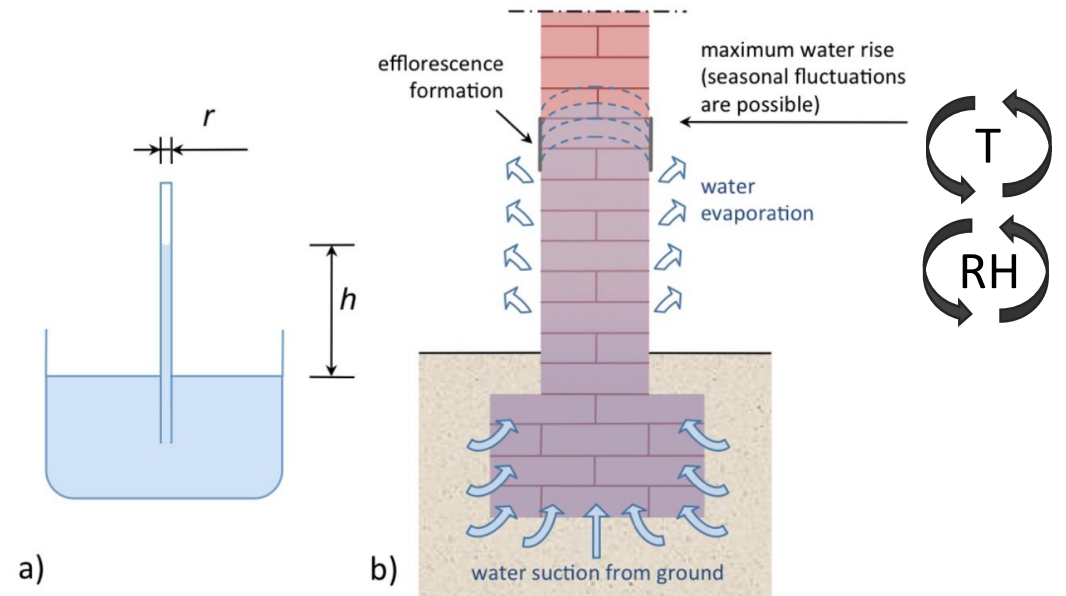 efflorescence
formation
maximum water rise
(seasonal fluctuations
are possible)
r
T
water
evaporation
h
RH
water suction from ground
a)
b)